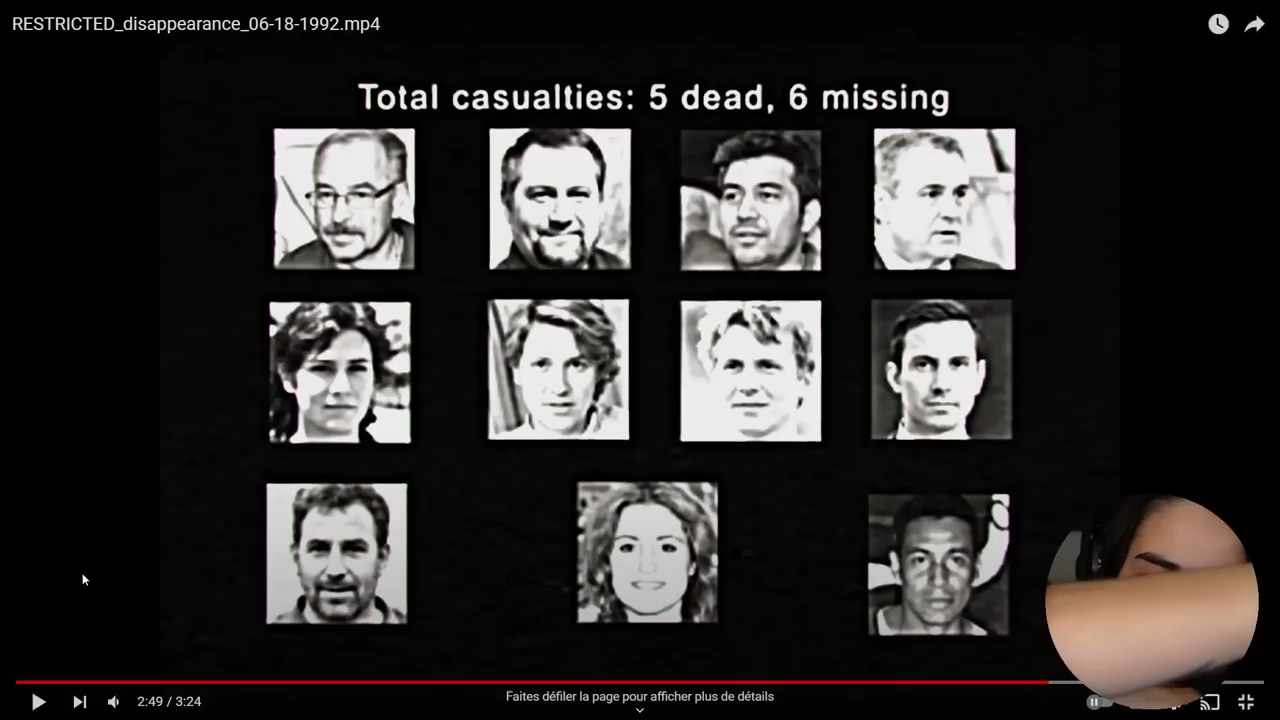 RESTRICTED_disappearance_06-18-1992.mp4
Total casualties: 5 dead, 6 missing
2:49 / 3:24
Faites défiler la page pour afficher plus de détails